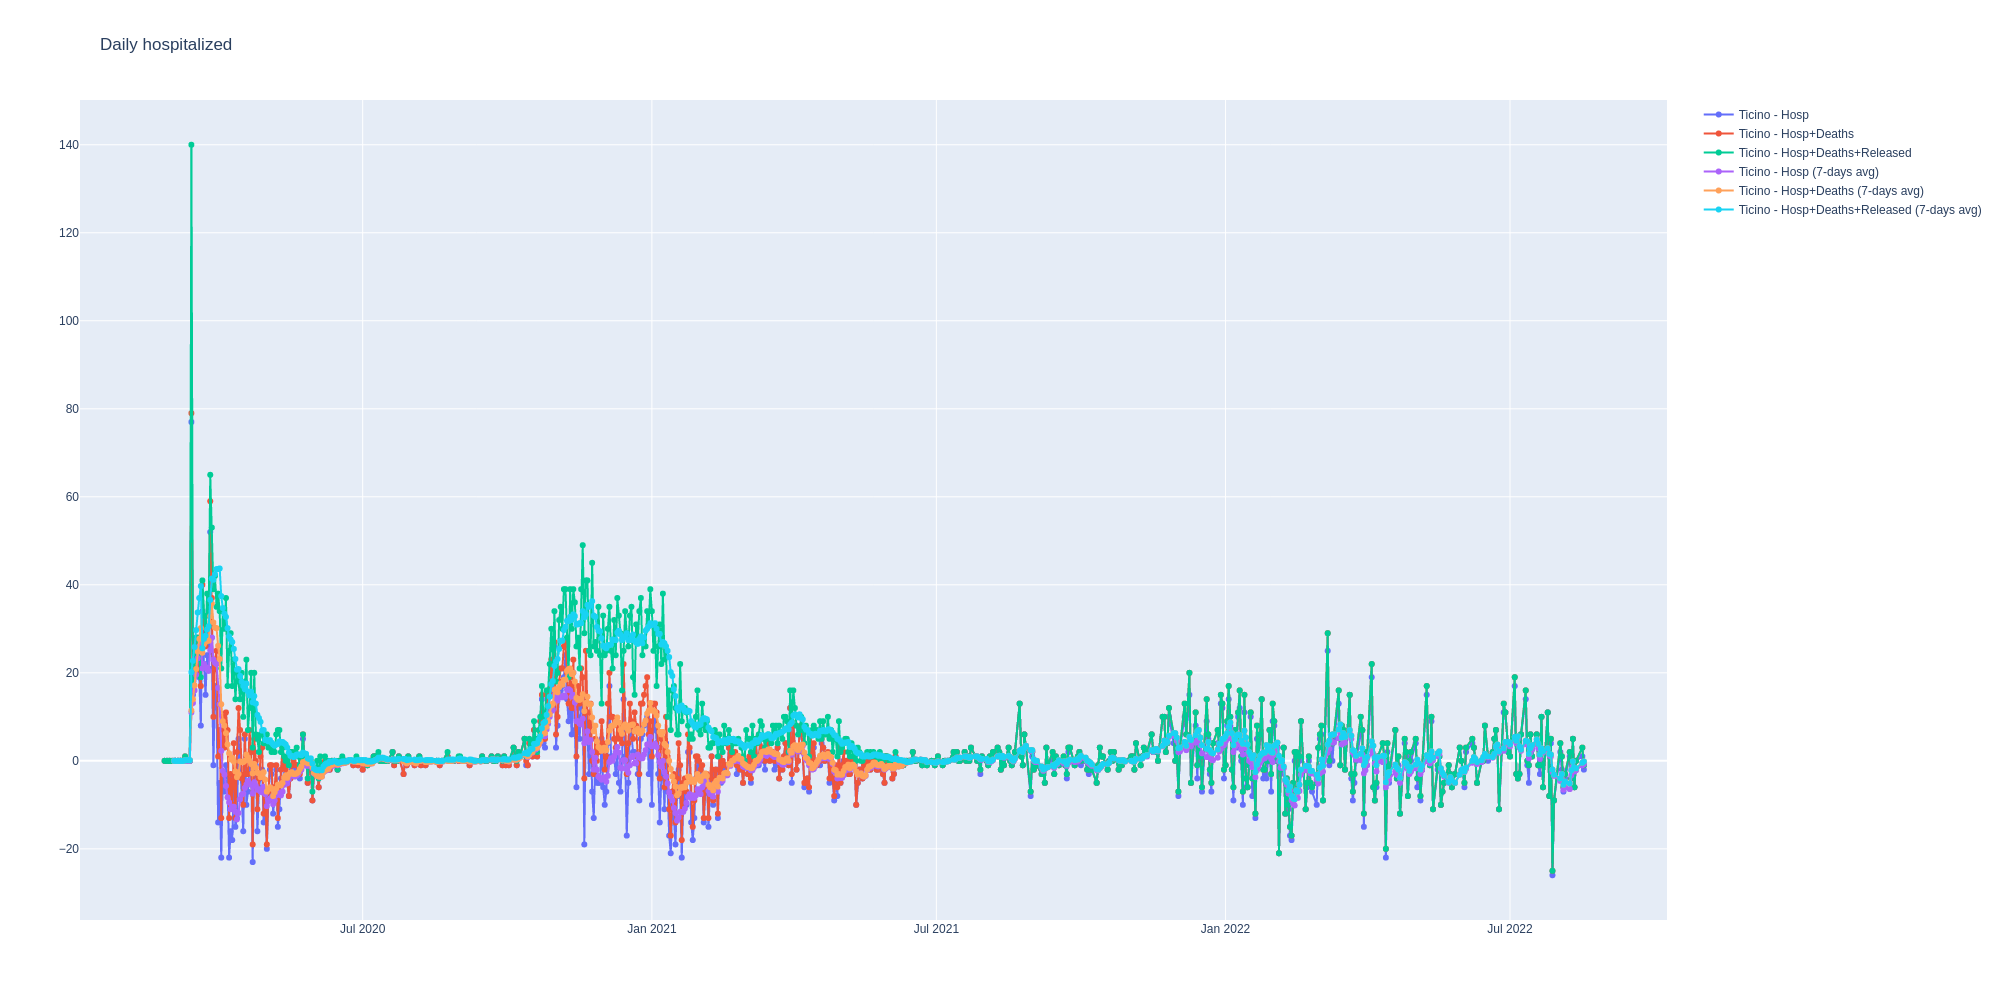 Daily hospitalized
140
120
100
80
60
40
20
0
−20
Jul 2020
Jan 2021
Jul 2021
Jan 2022
Jul 2022
Ticino - Hosp
Ticino - Hosp+Deaths
Ticino - Hosp+Deaths+Released
Ticino - Hosp (7-days avg)
Ticino - Hosp+Deaths (7-days avg)
Ticino - Hosp+Deaths+Released (7-days avg)